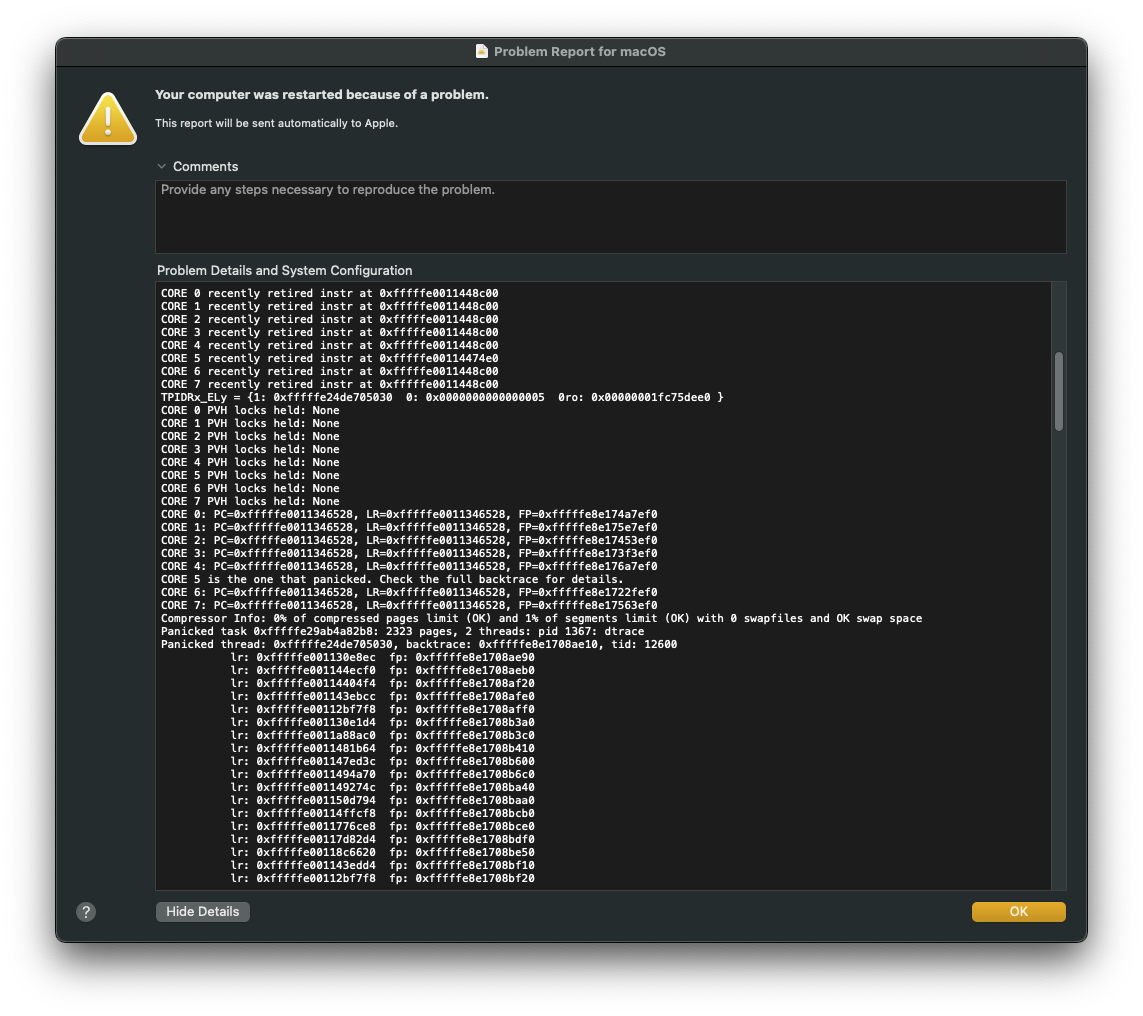 Problem Report for macOS
Your computer was restarted because of a problem.
This report will be sent automatically to Apple.
Comments
Provide any steps necessary to reproduce the problem.
Problem Details and System Configuration
CORE 0 recently retired instr at 0xfffffe0011448c00
CORE 1 recently retired instr at 0xfffffe0011448c00
CORE 2 recently retired instr at 0xfffffe0011448c00
CORE 3 recently retired instr at 0xfffffe0011448c00
CORE 4 recently retired instr at 0xfffffe0011448c00
CORE 5 recently retired instr at 0xfffffe00114474e0
CORE 6 recently retired instr at 0xfffffe0011448c00
CORE 7 recently retired instr at 0xfffffe0011448c00
TPIDRx_ELy = {1: 0xfffffe24de705030  0: 0x0000000000000005  0ro: 0x00000001fc75dee0 }
CORE 0 PVH locks held: None
CORE 1 PVH locks held: None
CORE 2 PVH locks held: None
CORE 3 PVH locks held: None
CORE 4 PVH locks held: None
CORE 5 PVH locks held: None
CORE 6 PVH locks held: None
CORE 7 PVH locks held: None
CORE 0: PC=0xfffffe0011346528, LR=0xfffffe0011346528, FP=0xfffffe8e174a7ef0
CORE 1: PC=0xfffffe0011346528, LR=0xfffffe0011346528, FP=0xfffffe8e175e7ef0
CORE 2: PC=0xfffffe0011346528, LR=0xfffffe0011346528, FP=0xfffffe8e17453ef0
CORE 3: PC=0xfffffe0011346528, LR=0xfffffe0011346528, FP=0xfffffe8e173f3ef0
CORE 4: PC=0xfffffe0011346528, LR=0xfffffe0011346528, FP=0xfffffe8e176a7ef0
CORE 5 is the one that panicked. Check the full backtrace for details.
CORE 6: PC=0xfffffe0011346528, LR=0xfffffe0011346528, FP=0xfffffe8e1722fef0
CORE 7: PC=0xfffffe0011346528, LR=0xfffffe0011346528, FP=0xfffffe8e17563ef0
Compressor Info: 0% of compressed pages limit (OK) and 1% of segments limit (OK) with 0 swapfiles and OK swap space
Panicked task 0xfffffe29ab4a82b8: 2323 pages, 2 threads: pid 1367: dtrace
Panicked thread: 0xfffffe24de705030, backtrace: 0xfffffe8e1708ae10, tid: 12600
lr: 0xfffffe001130e8ec  fp: 0xfffffe8e1708ae90
lr: 0xfffffe001144ecf0  fp: 0xfffffe8e1708aeb0
lr: 0xfffffe00114404f4  fp: 0xfffffe8e1708af20
lr: 0xfffffe001143ebcc  fp: 0xfffffe8e1708afe0
lr: 0xfffffe00112bf7f8  fp: 0xfffffe8e1708aff0
lr: 0xfffffe001130e1d4  fp: 0xfffffe8e1708b3a0
lr: 0xfffffe0011a88ac0  fp: 0xfffffe8e1708b3c0
lr: 0xfffffe0011481b64  fp: 0xfffffe8e1708b410
lr: 0xfffffe001147ed3c  fp: 0xfffffe8e1708b600
lr: 0xfffffe0011494a70  fp: 0xfffffe8e1708b6c0
lr: 0xfffffe001149274c  fp: 0xfffffe8e1708ba40
lr: 0xfffffe001150d794  fp: 0xfffffe8e1708baa0
lr: 0xfffffe00114ffcf8  fp: 0xfffffe8e1708bcb0
lr: 0xfffffe0011776ce8  fp: 0xfffffe8e1708bce0
lr: 0xfffffe00117d82d4  fp: 0xfffffe8e1708bdf0
lr: 0xfffffe00118c6620  fp: 0xfffffe8e1708be50
lr: 0xfffffe001143edd4  fp: 0xfffffe8e1708bf10
lr: 0xfffffe00112bf7f8  fp: 0xfffffe8e1708bf20
? Hide Details OK